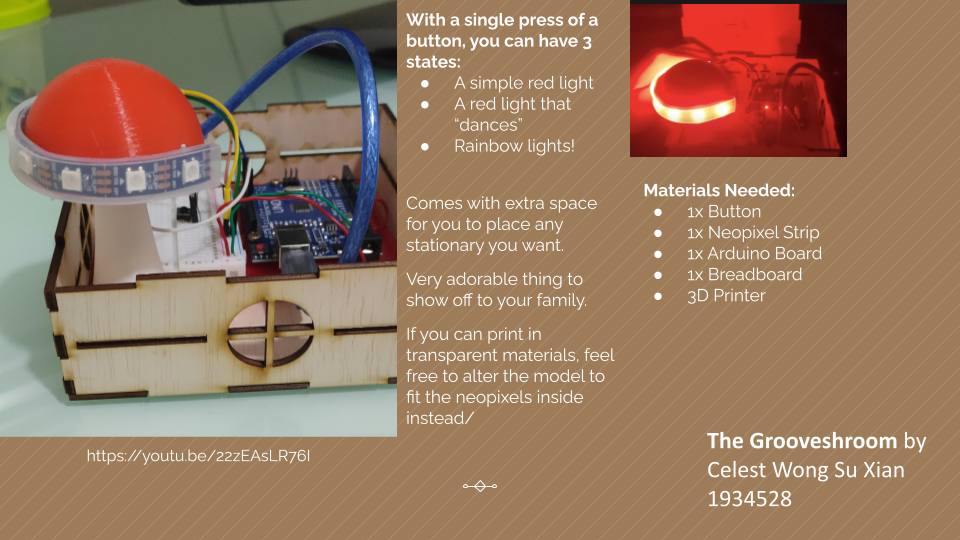 With a single press of a
button, you can have 3
states:
● A simple red light
● A red light that
“dances”
● Rainbow lights!
Comes with extra space
for you to place any
stationary you want.
Very adorable thing to
show off to your family.
If you can print in
transparent materials, feel
free to alter the model to
fit the neopixels inside
instead/
Materials Needed:
● 1x Button
● 1x Neopixel Strip
● 1x Arduino Board
● 1x Breadboard
● 3D Printer
https://youtu.be/22zEAsLR76I
The Grooveshroom by
Celest Wong Su Xian
1934528